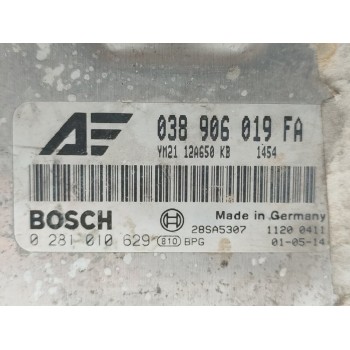 AF 038 906 019 FA
YM21 12A650 KB 1454
BOSCH
28SA5307
Made in Germany
1120 0411
0 281 010 629 e10 BPG 01-05-14